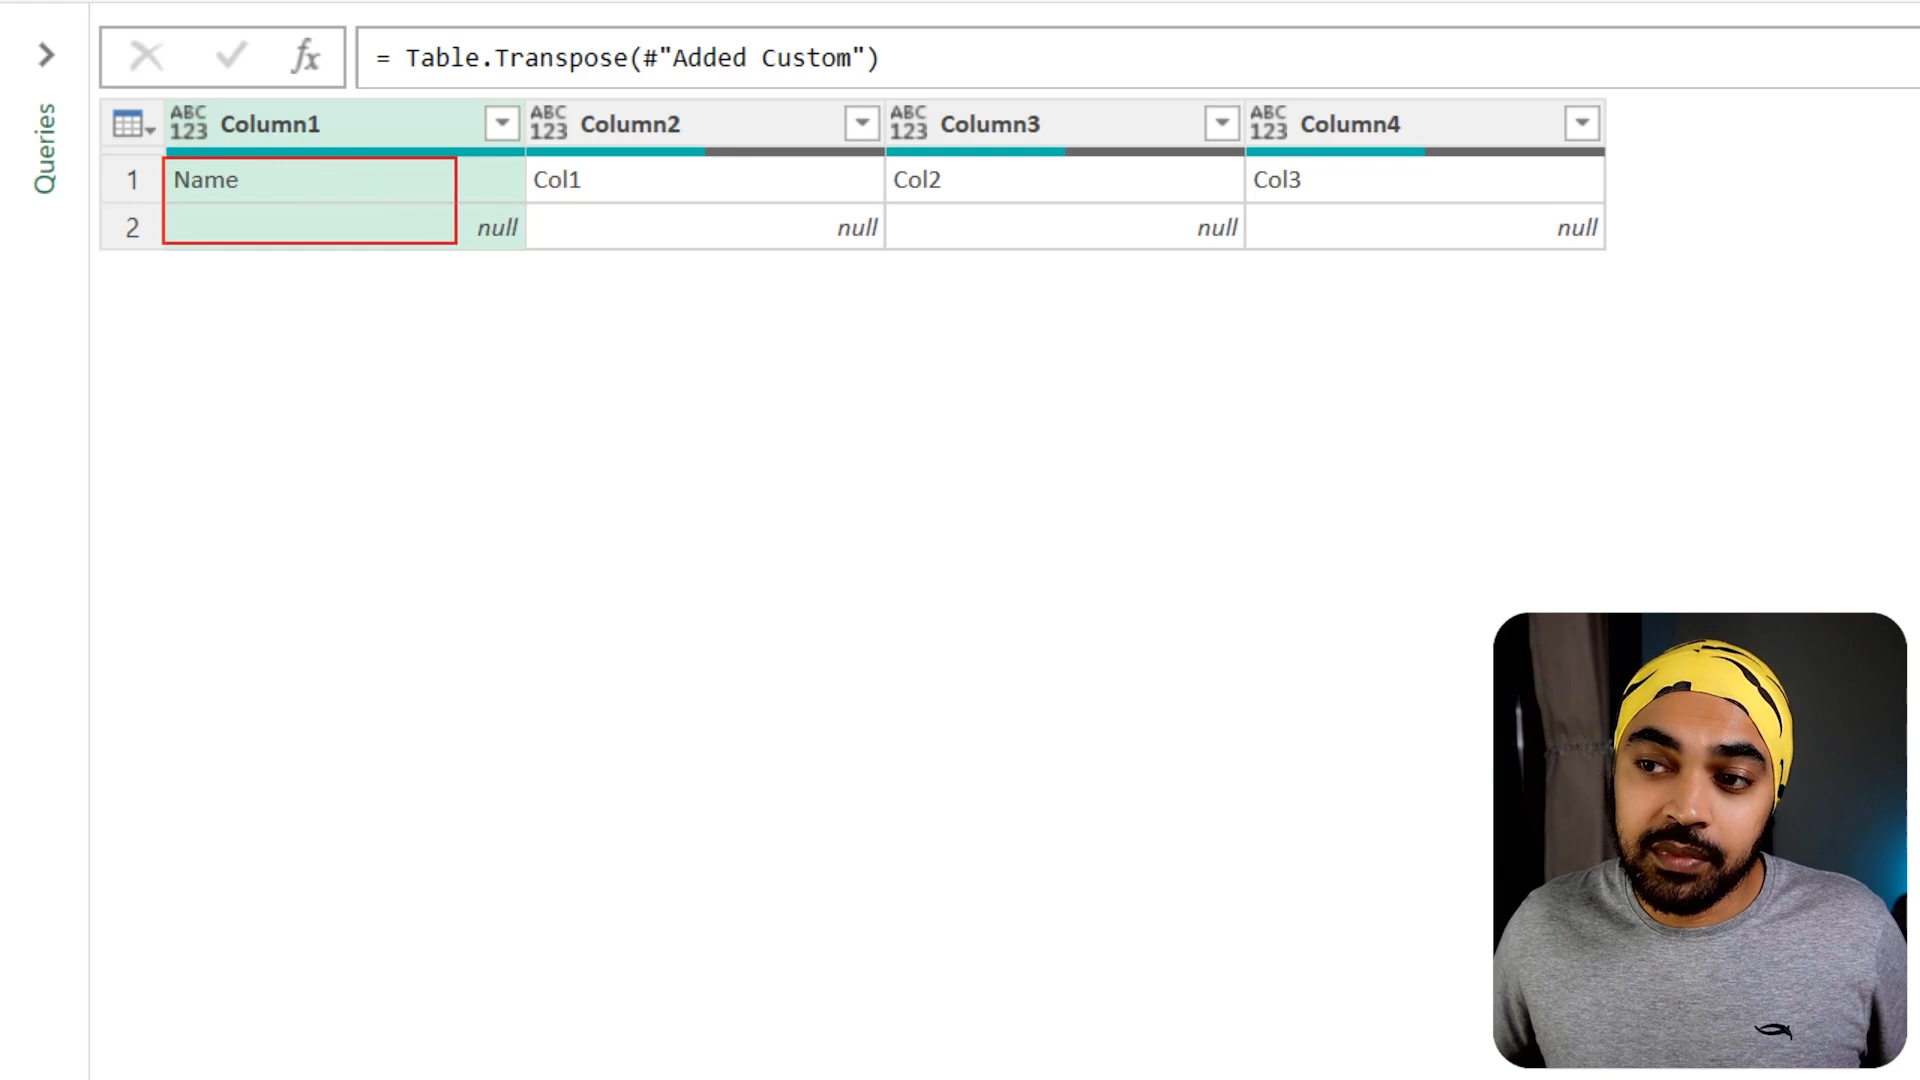 Queries
fx
= Table.Transpose(#"Added Custom")
ABC 123 Column1 ABC 123 Column2 ABC 123 Column3 ABC 123 Column4
1 Name Col1 Col2 Col3
2 null null null null